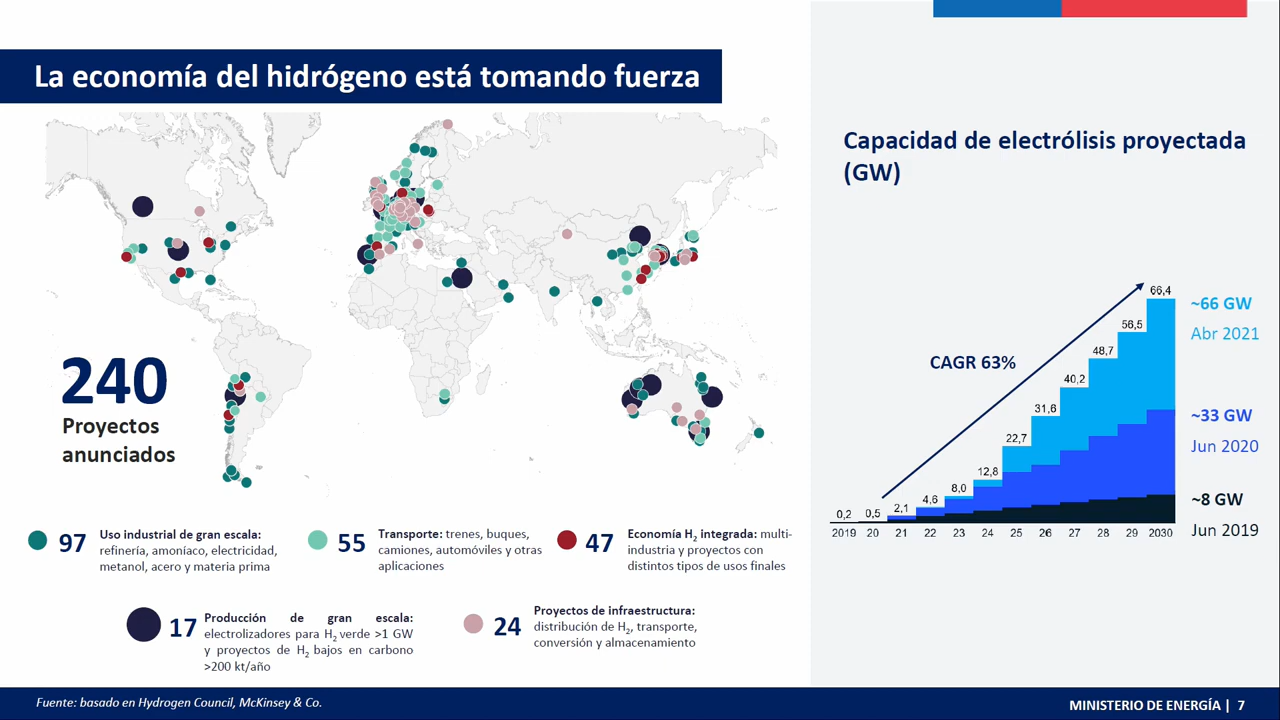 La economía del hidrógeno está tomando fuerza
240
Proyectos
anunciados
97
Uso industrial de gran escala:
refinería, amoníaco, electricidad,
metanol, acero y materia prima
55
Transporte: trenes, buques,
camiones, automóviles y otras
aplicaciones
47
Economía H2 integrada: multi-
industria y proyectos con
distintos tipos de usos finales
17
Producción de gran escala:
electrolizadores para H2 verde >1 GW
y proyectos de H2 bajos en carbono
>200 kt/año
24
Proyectos de infraestructura:
distribución de H2, transporte,
conversión y almacenamiento
Capacidad de electrólisis proyectada
(GW)
CAGR 63%
0,2
0,5
2,1
4,6
8,0
12,8
22,7
31,6
40,2
48,7
56,5
66,4
2019 20 21 22 23 24 25 26 27 28 29 2030
~66 GW
Abr 2021
~33 GW
Jun 2020
~8 GW
Jun 2019
Fuente: basado en Hydrogen Council, McKinsey & Co.
MINISTERIO DE ENERGÍA | 7